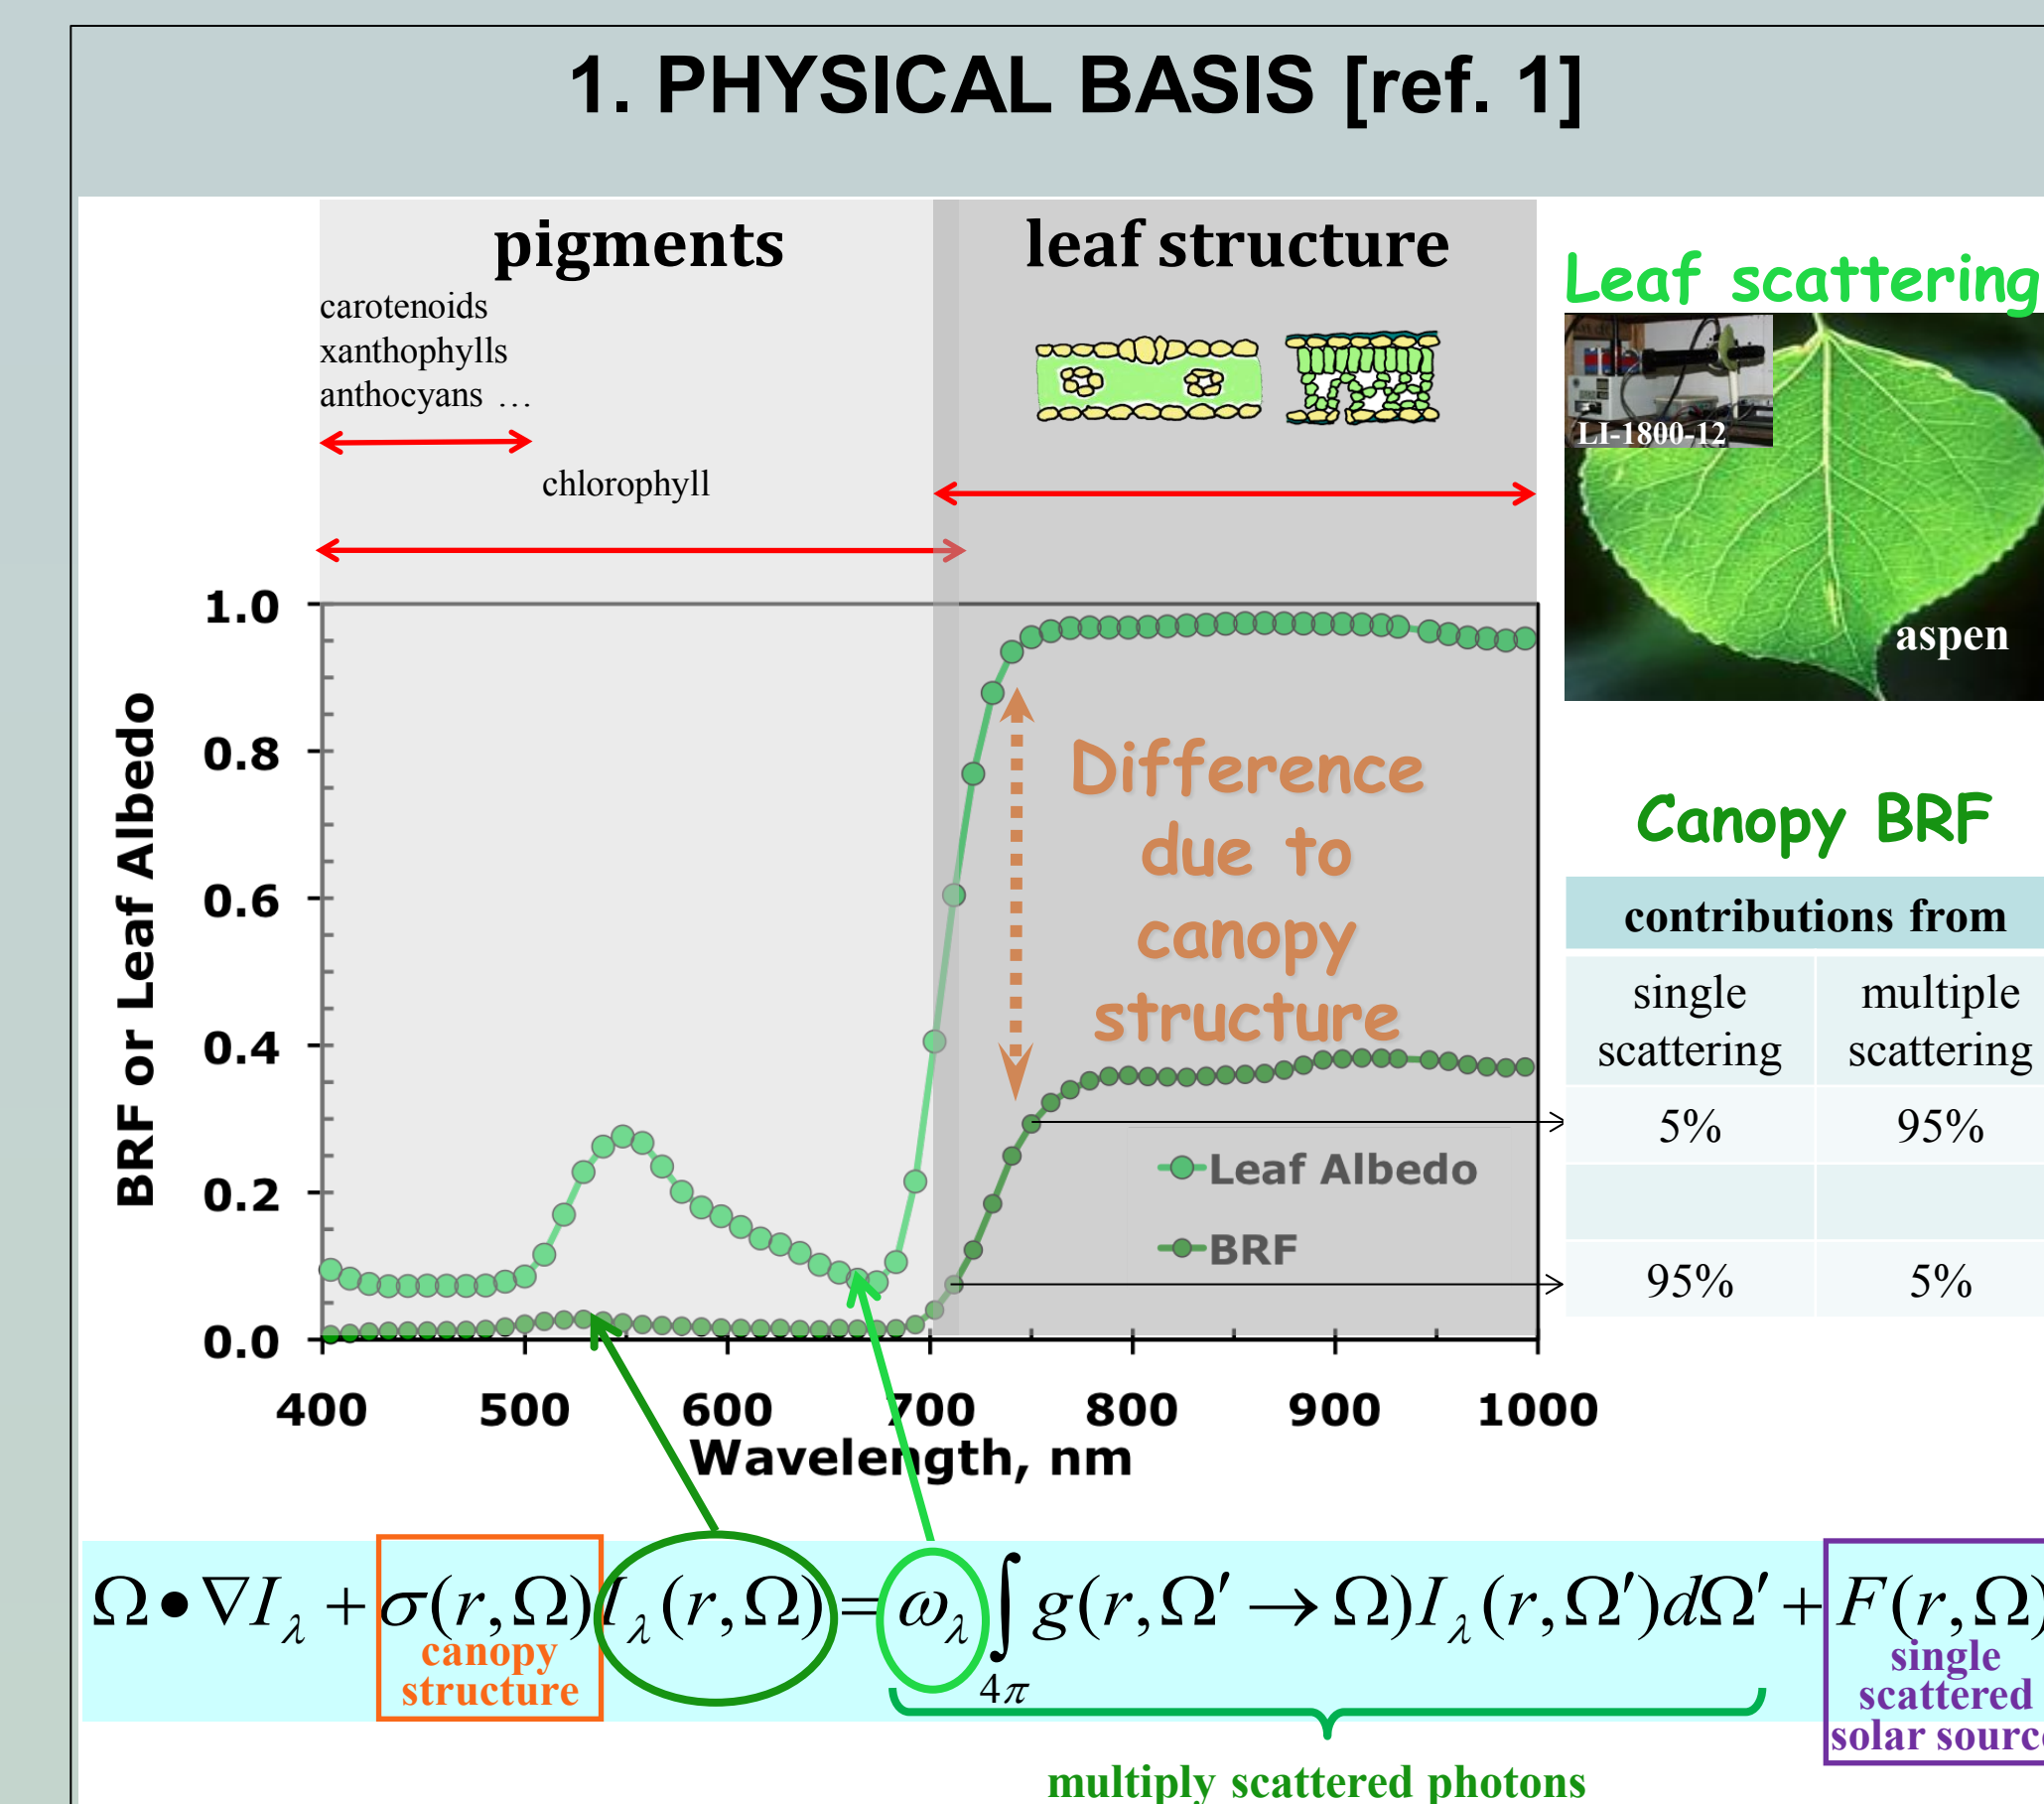 1. PHYSICAL BASIS [ref. 1]
pigments
leaf structure
carotenoids
xanthophylls
anthocyans ...
chlorophyll
Leaf scattering
LI-1800-12
aspen
1.0
0.8
0.6
0.4
0.2
0.0
BRF or Leaf Albedo
Difference
due to
canopy
structure
Leaf Albedo
BRF
400 500 600 700 800 900 1000
Wavelength, nm
Canopy BRF
contributions from
single scattering
multiple scattering
5% 95%
95% 5%
Ω•∇I_λ + σ(r,Ω)I_λ(r,Ω) = ω_λ ∫_{4π} g(r,Ω′→Ω)I_λ(r,Ω′)dΩ′ + F(r,Ω)
canopy
structure
single
scattered
solar source
multiply scattered photons